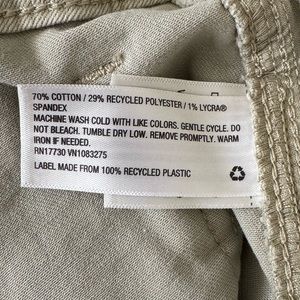 70% COTTON / 29% RECYCLED POLYESTER / 1% LYCRA®
SPANDEX
MACHINE WASH COLD WITH LIKE COLORS. GENTLE CYCLE. DO
NOT BLEACH. TUMBLE DRY LOW. REMOVE PROMPTLY. WARM
IRON IF NEEDED.
RN17730 VN1083275
LABEL MADE FROM 100% RECYCLED PLASTIC